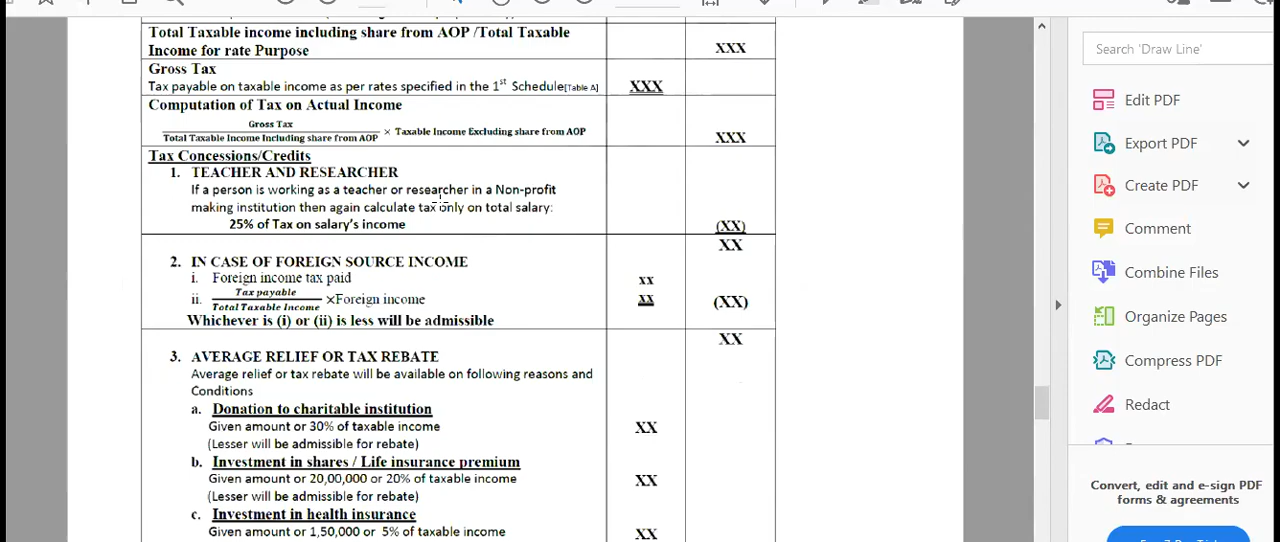 Total Taxable income including share from AOP /Total Taxable
Income for rate Purpose
XXX
Gross Tax
Tax payable on taxable income as per rates specified in the 1st Schedule[Table A]
XXX
Computation of Tax on Actual Income
Gross Tax
Total Taxable Income Including share from AOP × Taxable Income Excluding share from AOP
XXX
Tax Concessions/Credits
1. TEACHER AND RESEARCHER
If a person is working as a teacher or researcher in a Non-profit
making institution then again calculate tax only on total salary:
25% of Tax on salary's income
(XX)
XX
2. IN CASE OF FOREIGN SOURCE INCOME
i. Foreign income tax paid
xx
ii. Tax payable
Total Taxable Income ×Foreign income
xx
(XX)
Whichever is (i) or (ii) is less will be admissible
XX
3. AVERAGE RELIEF OR TAX REBATE
Average relief or tax rebate will be available on following reasons and
Conditions
a. Donation to charitable institution
Given amount or 30% of taxable income
XX
(Lesser will be admissible for rebate)
b. Investment in shares / Life insurance premium
Given amount or 20,00,000 or 20% of taxable income
XX
(Lesser will be admissible for rebate)
c. Investment in health insurance
Given amount or 1,50,000 or 5% of taxable income
XX
Search 'Draw Line'
Edit PDF
Export PDF
Create PDF
Comment
Combine Files
Organize Pages
Compress PDF
Redact
Convert, edit and e-sign PDF
forms & agreements